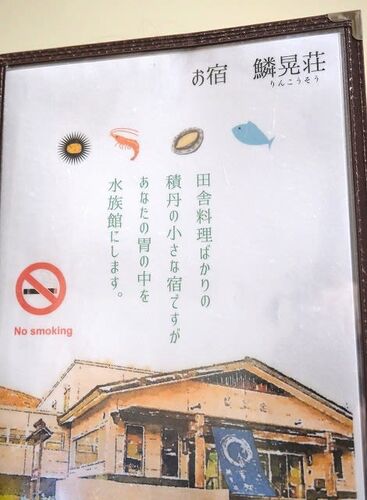 お宿 鱗晃荘
りんこうそう
田舎料理ばかりの
積丹の小さな宿ですが
あなたの胃の中を
水族館にします。
No smoking